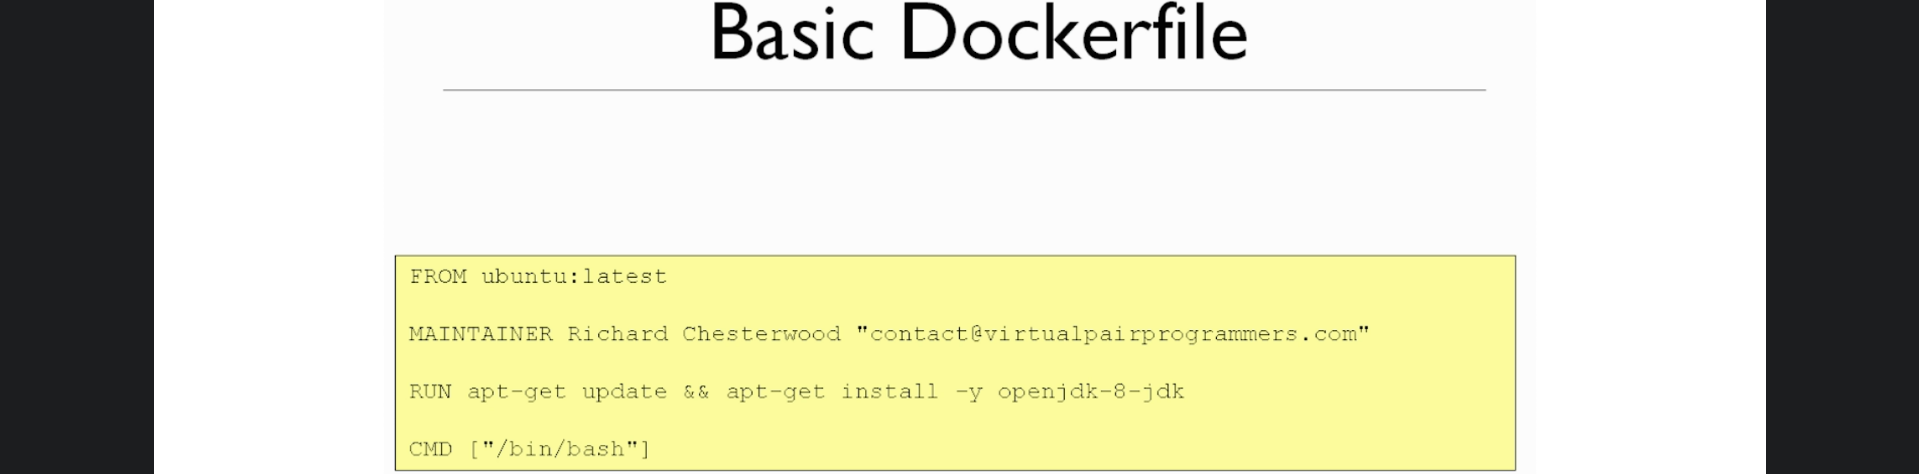 Basic Dockerfile
FROM ubuntu:latest
MAINTAINER Richard Chesterwood "contact@virtualpairprogrammers.com"
RUN apt-get update && apt-get install -y openjdk-8-jdk
CMD ["/bin/bash"]